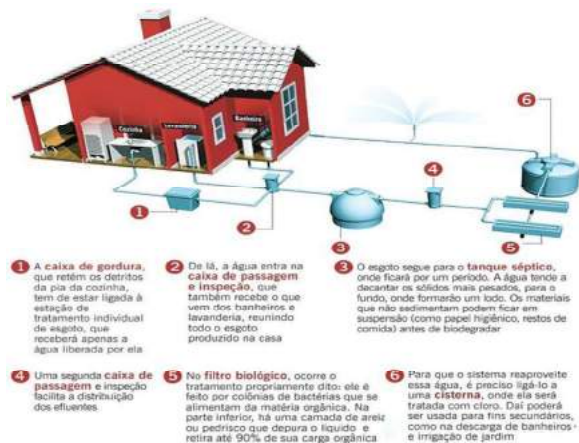 Cozinha
Lavanderia
Banheiro
6
4
1
2
3
5
1 A caixa de gordura,
que retém os detritos
da pia da cozinha,
tem de estar ligada à
estação de
tratamento individual
de esgoto, que
receberá apenas a
água liberada por ela
2 De lá, a água entra na
caixa de passagem
e inspeção, que
também recebe o que
vem dos banheiros e
lavanderia, reunindo
todo o esgoto
produzido na casa
3 O esgoto segue para o tanque séptico,
onde ficará por um período. A água tende a
decantar os sólidos mais pesados, para o
fundo, onde formarão um lodo. Os materiais
que não sedimentam podem ficar em
suspensão (como papel higiênico, restos de
comida) antes de biodegradar
4 Uma segunda caixa de
passagem e inspeção
facilita a distribuição
dos efluentes
5 No filtro biológico, ocorre o
tratamento propriamente dito: ele é
feito por colônias de bactérias que se
alimentam da matéria orgânica. Na
parte inferior, há uma camada de areia
ou pedrisco que depura o líquido e
retira até 90% de sua carga orgânica
6 Para que o sistema reaproveite
essa água, é preciso ligá-lo a
uma cisterna, onde ela será
tratada com cloro. Daí poderá
ser usada para fins secundários,
como na descarga de banheiros
e irrigação de jardim